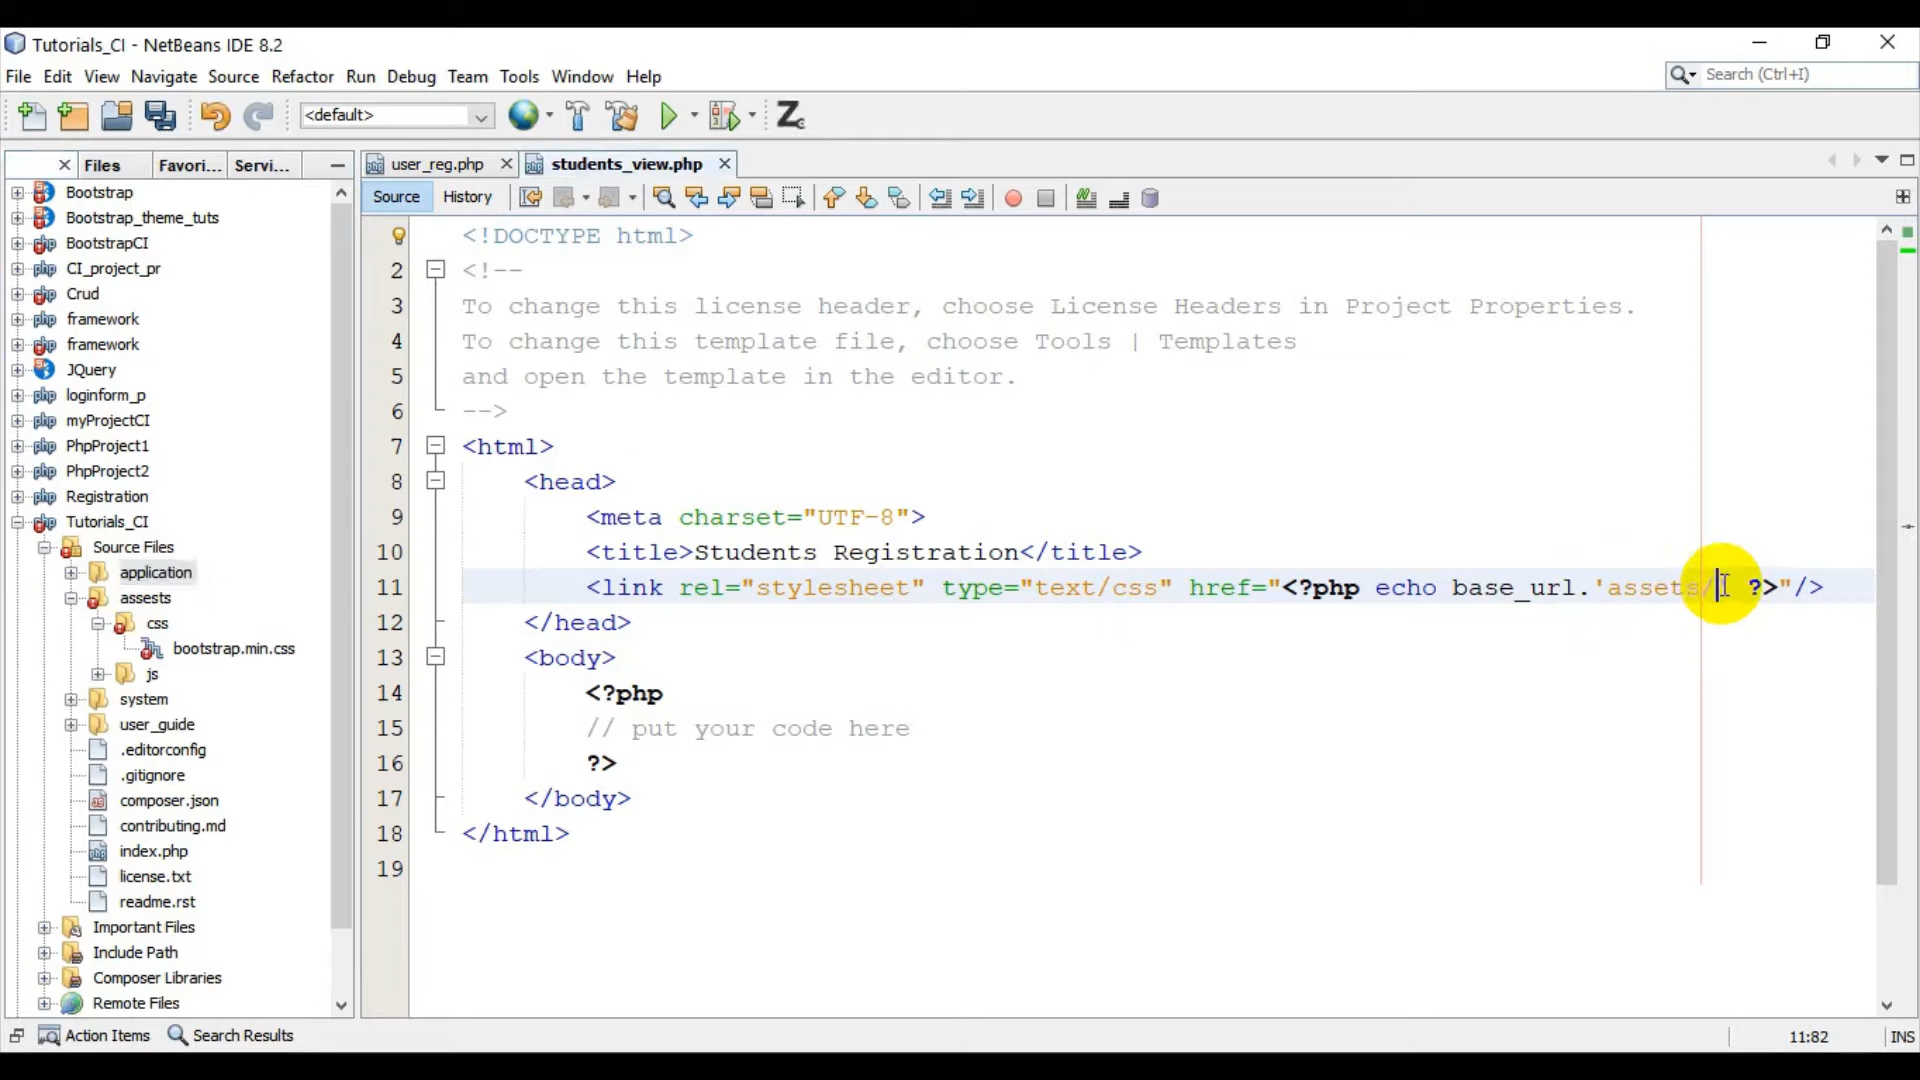 Tutorials_CI - NetBeans IDE 8.2
File Edit View Navigate Source Refactor Run Debug Team Tools Window Help
Search (Ctrl+I)
<default>
Files Favori... Servi...
user_reg.php students_view.php
Source History
Bootstrap
Bootstrap_theme_tuts
BootstrapCI
CI_project_pr
Crud
framework
framework
JQuery
loginform_p
myProjectCI
PhpProject1
PhpProject2
Registration
Tutorials_CI
Source Files
application
assests
css
bootstrap.min.css
js
system
user_guide
.editorconfig
.gitignore
composer.json
contributing.md
index.php
license.txt
readme.rst
Important Files
Include Path
Composer Libraries
Remote Files
<!DOCTYPE html>
2 <!--
3 To change this license header, choose License Headers in Project Properties.
4 To change this template file, choose Tools | Templates
5 and open the template in the editor.
6 -->
7 <html>
8 <head>
9 <meta charset="UTF-8">
10 <title>Students Registration</title>
11 <link rel="stylesheet" type="text/css" href="<?php echo base_url.'assets/ ?>"/>
12 </head>
13 <body>
14 <?php
15 // put your code here
16 ?>
17 </body>
18 </html>
19
Action Items Search Results
11:82 INS